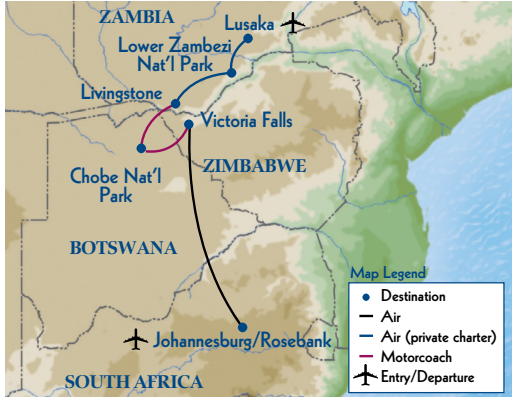 ZAMBIA
Lusaka
Lower Zambezi
Nat'l Park
Livingstone
Victoria Falls
ZIMBABWE
Chobe Nat'l
Park
BOTSWANA
Map Legend
Destination
Air
Air (private charter)
Motorcoach
Entry/Departure
Johannesburg/Rosebank
SOUTH AFRICA